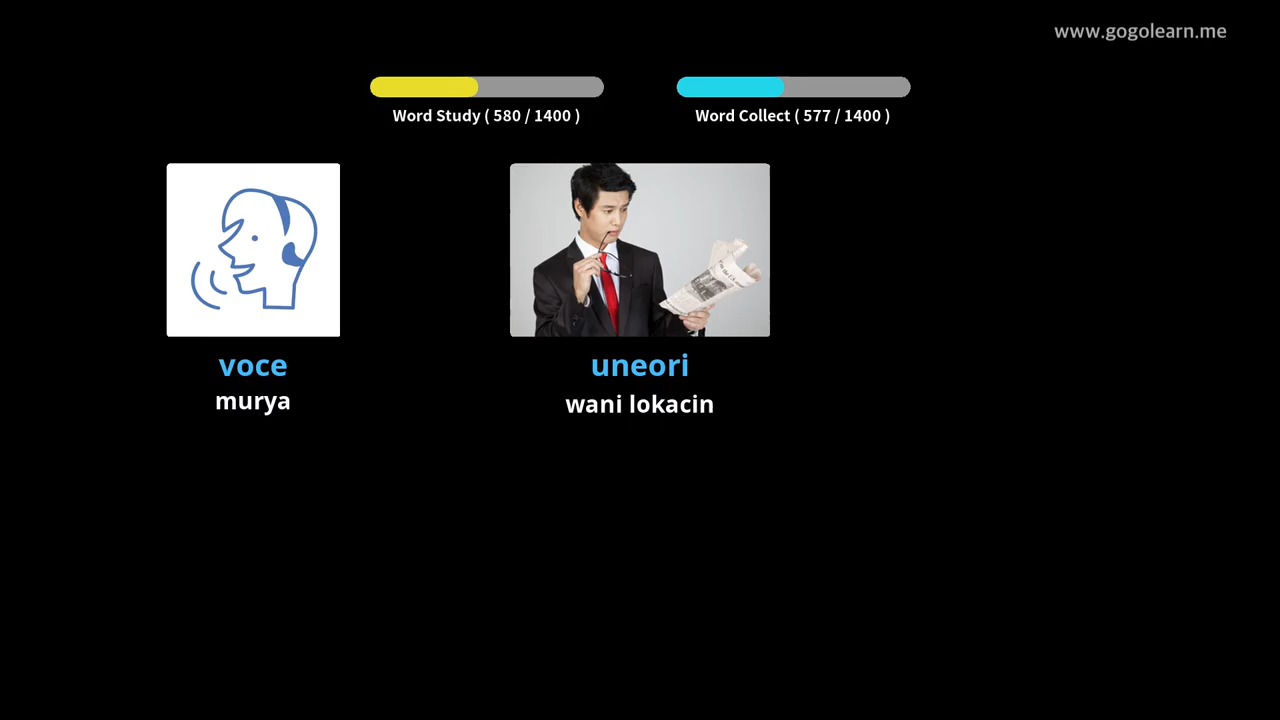 www.gogolearn.me
Word Study ( 580 / 1400 )
Word Collect ( 577 / 1400 )
voce
murya
uneori
wani lokacin